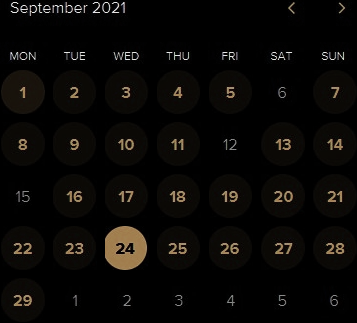 September 2021
MON TUE WED THU FRI SAT SUN
1 2 3 4 5 6 7
8 9 10 11 12 13 14
15 16 17 18 19 20 21
22 23 24 25 26 27 28
29 1 2 3 4 5 6